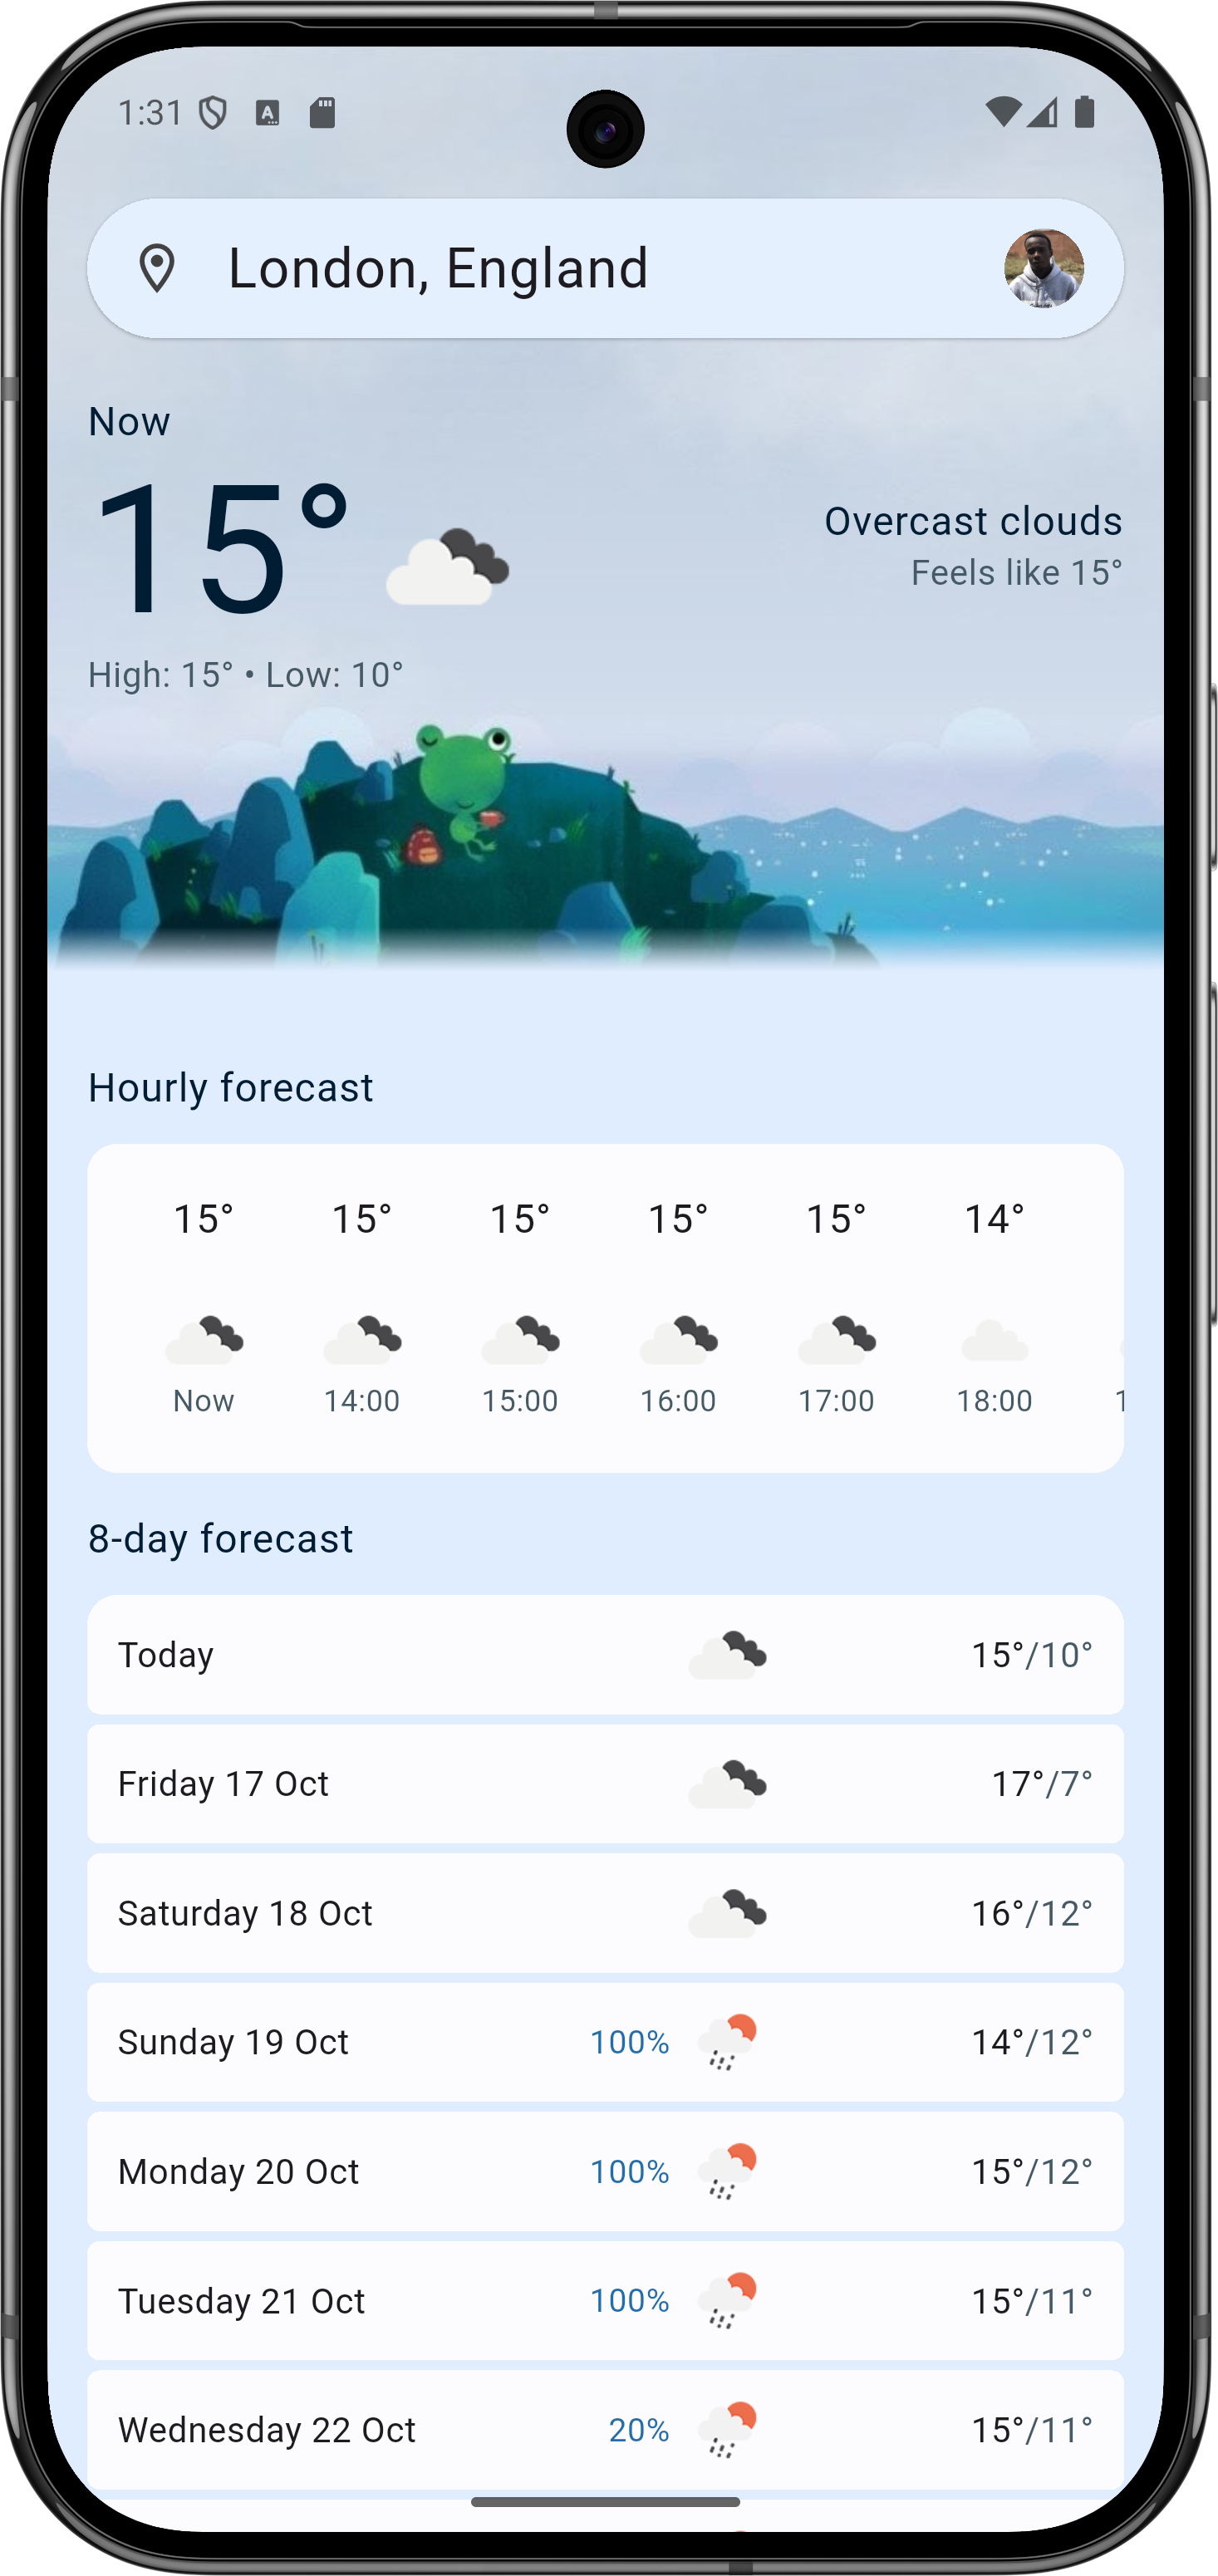 1:31
London, England
Now
15°
Overcast clouds
Feels like 15°
High: 15° • Low: 10°
Hourly forecast
15° 15° 15° 15° 15° 14°
Now 14:00 15:00 16:00 17:00 18:00
8-day forecast
Today 15°/10°
Friday 17 Oct 17°/7°
Saturday 18 Oct 16°/12°
Sunday 19 Oct 100% 14°/12°
Monday 20 Oct 100% 15°/12°
Tuesday 21 Oct 100% 15°/11°
Wednesday 22 Oct 20% 15°/11°